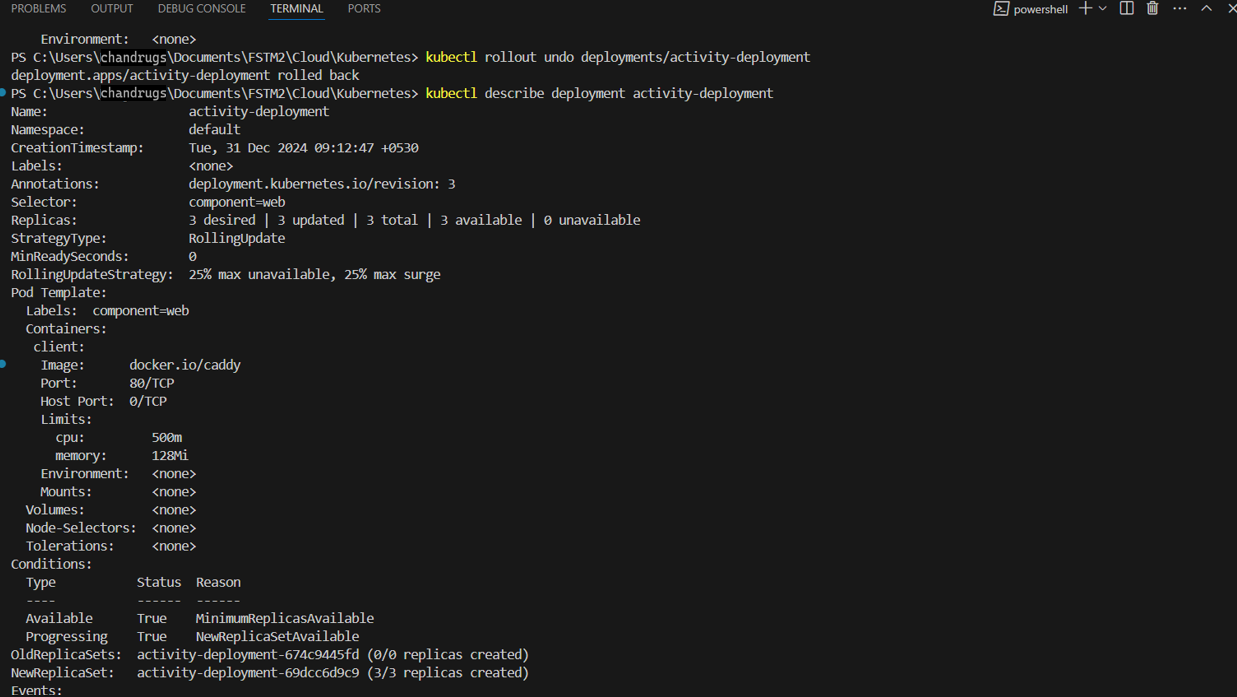 PROBLEMS OUTPUT DEBUG CONSOLE TERMINAL PORTS powershell
Environment: <none>
PS C:\Users\chandrugs\Documents\FSTM2\Cloud\Kubernetes> kubectl rollout undo deployments/activity-deployment
deployment.apps/activity-deployment rolled back
PS C:\Users\chandrugs\Documents\FSTM2\Cloud\Kubernetes> kubectl describe deployment activity-deployment
Name: activity-deployment
Namespace: default
CreationTimestamp: Tue, 31 Dec 2024 09:12:47 +0530
Labels: <none>
Annotations: deployment.kubernetes.io/revision: 3
Selector: component=web
Replicas: 3 desired | 3 updated | 3 total | 3 available | 0 unavailable
StrategyType: RollingUpdate
MinReadySeconds: 0
RollingUpdateStrategy: 25% max unavailable, 25% max surge
Pod Template:
Labels: component=web
Containers:
client:
Image: docker.io/caddy
Port: 80/TCP
Host Port: 0/TCP
Limits:
cpu: 500m
memory: 128Mi
Environment: <none>
Mounts: <none>
Volumes: <none>
Node-Selectors: <none>
Tolerations: <none>
Conditions:
Type Status Reason
---- ------ ------
Available True MinimumReplicasAvailable
Progressing True NewReplicaSetAvailable
OldReplicaSets: activity-deployment-674c9445fd (0/0 replicas created)
NewReplicaSet: activity-deployment-69dcc6d9c9 (3/3 replicas created)
Events: